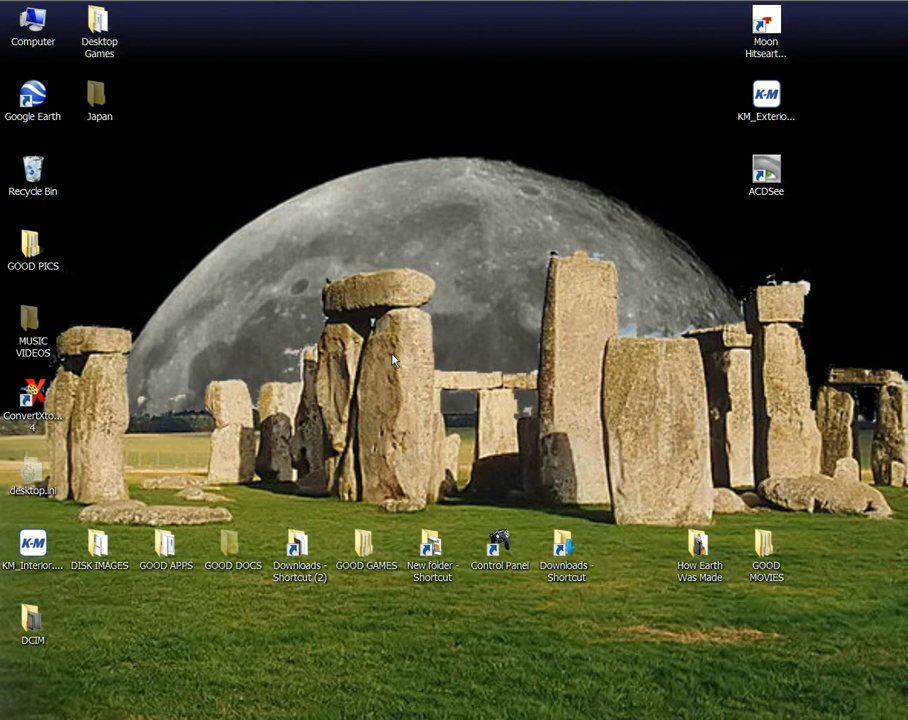 Computer
Desktop
Games
Moon
Hitseart...
Google Earth
Japan
K-M
KM_Exterio...
Recycle Bin
ACDSee
GOOD PICS
MUSIC
VIDEOS
ConvertXto...
4
desktop.ini
K-M
KM_Interior....
DISK IMAGES
GOOD APPS
GOOD DOCS
Downloads -
Shortcut (2)
GOOD GAMES
New folder -
Shortcut
Control Panel
Downloads -
Shortcut
How Earth
Was Made
GOOD
MOVIES
DCIM